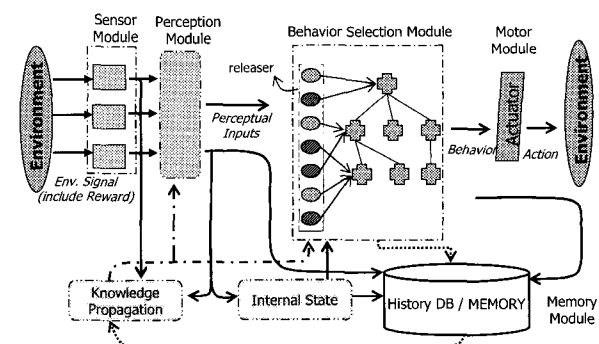 Sensor
Module
Perception
Module
Behavior Selection Module
Motor
Module
releaser
Environment
Perceptual
Inputs
Behavior
Actuator
Action
Environment
Env. Signal
(include Reward)
Knowledge
Propagation
Internal State
History DB / MEMORY
Memory
Module